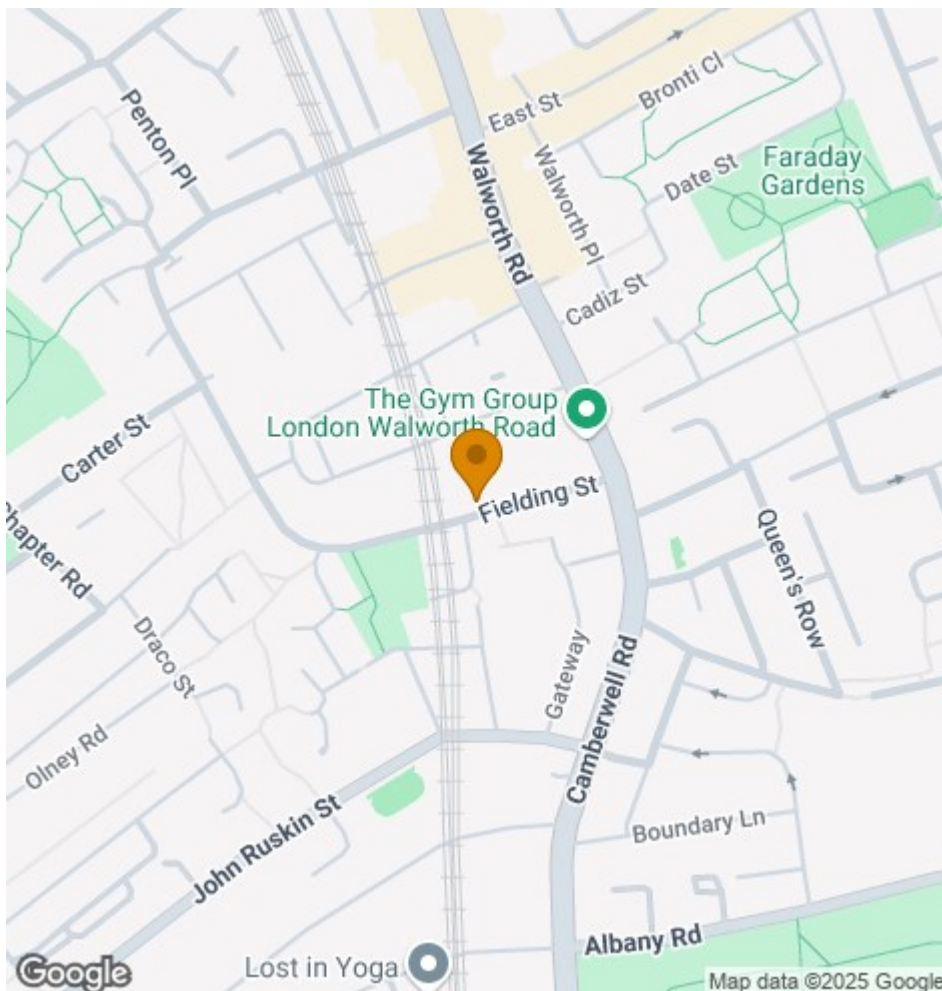 Penton Pl
East St
Bronti Cl
Walworth Rd
Walworth Pl
Date St
Faraday
Gardens
Cadiz St
The Gym Group
London Walworth Road
Carter St
Fielding St
Chapter Rd
Queen's Row
Draco St
Gateway
Camberwell Rd
Olney Rd
John Ruskin St
Boundary Ln
Albany Rd
Lost in Yoga
Google
Map data ©2025 Google